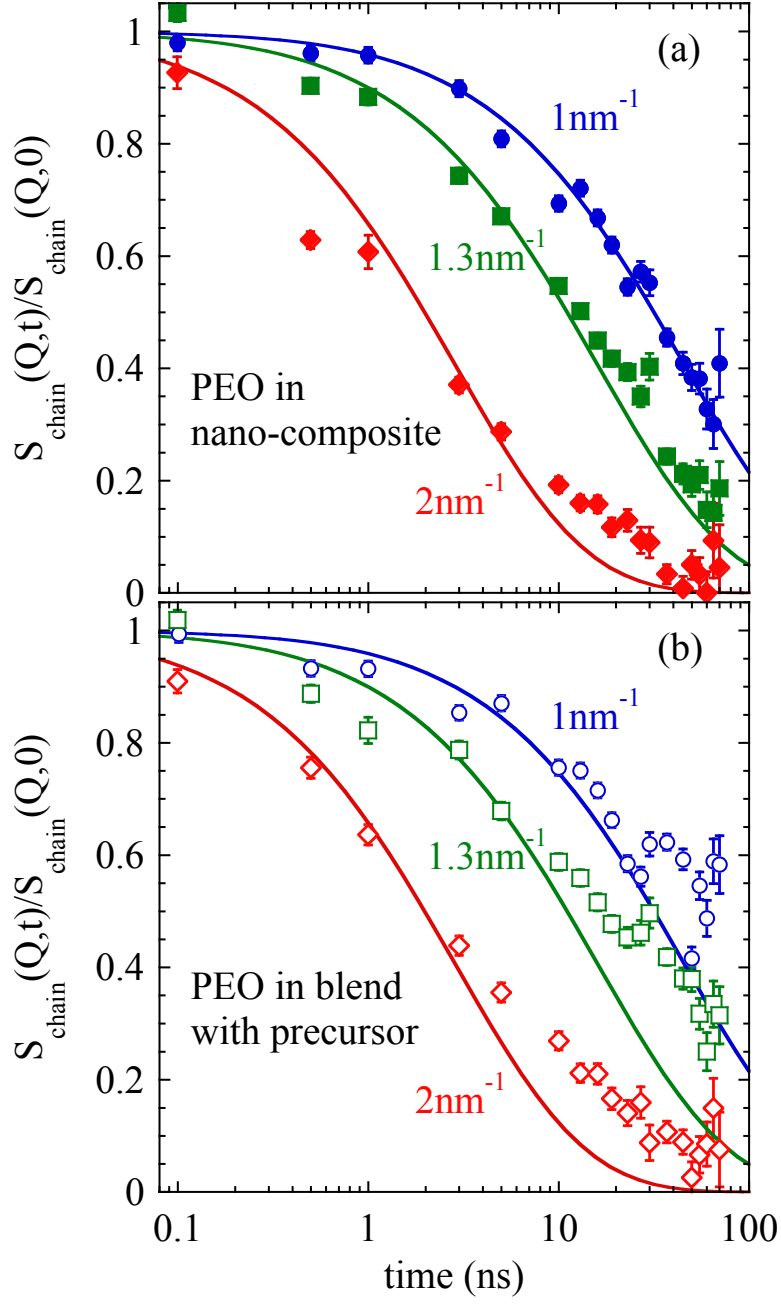 (a)
1
0.8
0.6
0.4
0.2
0
S_chain(Q,t)/S_chain(Q,0)
1nm⁻¹
1.3nm⁻¹
2nm⁻¹
PEO in
nano-composite
(b)
1
0.8
0.6
0.4
0.2
0
S_chain(Q,t)/S_chain(Q,0)
1nm⁻¹
1.3nm⁻¹
2nm⁻¹
PEO in blend
with precursor
0.1 1 10 100
time (ns)